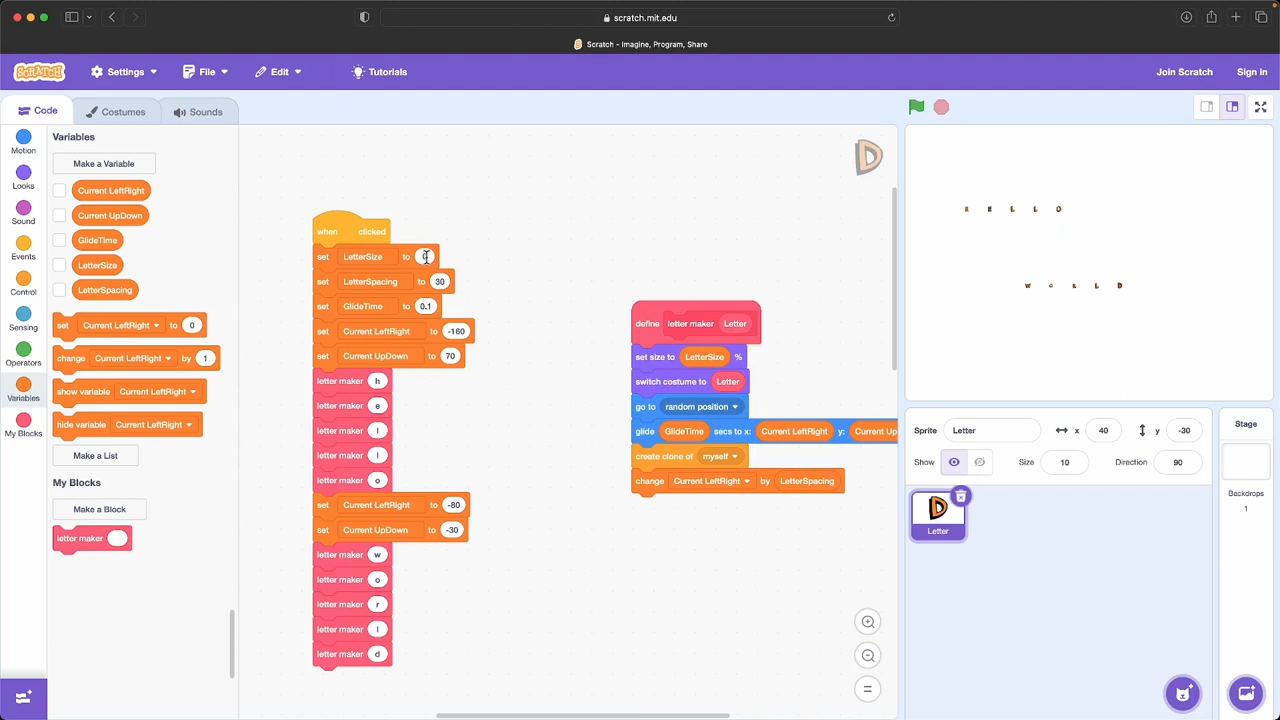 scratch.mit.edu
Scratch - Imagine, Program, Share
SCRATCH
Settings
File
Edit
Tutorials
Join Scratch
Sign in
Code
Costumes
Sounds
Motion
Looks
Sound
Events
Control
Sensing
Operators
Variables
My Blocks
Variables
Make a Variable
Current LeftRight
Current UpDown
GlideTime
LetterSize
LetterSpacing
set Current LeftRight to 0
change Current LeftRight by 1
show variable Current LeftRight
hide variable Current LeftRight
Make a List
My Blocks
Make a Block
letter maker
when clicked
set LetterSize to
set LetterSpacing to 30
set GlideTime to 0.1
set Current LeftRight to -160
set Current UpDown to 70
letter maker h
letter maker e
letter maker l
letter maker l
letter maker o
set Current LeftRight to -80
set Current UpDown to -30
letter maker w
letter maker o
letter maker r
letter maker l
letter maker d
define letter maker Letter
set size to LetterSize %
switch costume to Letter
go to random position
glide GlideTime secs to x: Current LeftRight y: Current Up
create clone of myself
change Current LeftRight by LetterSpacing
D
H E L L O
W O R L D
Sprite Letter x 40 y -30
Show Size 10 Direction 90
D
Letter
Stage
Backdrops
1